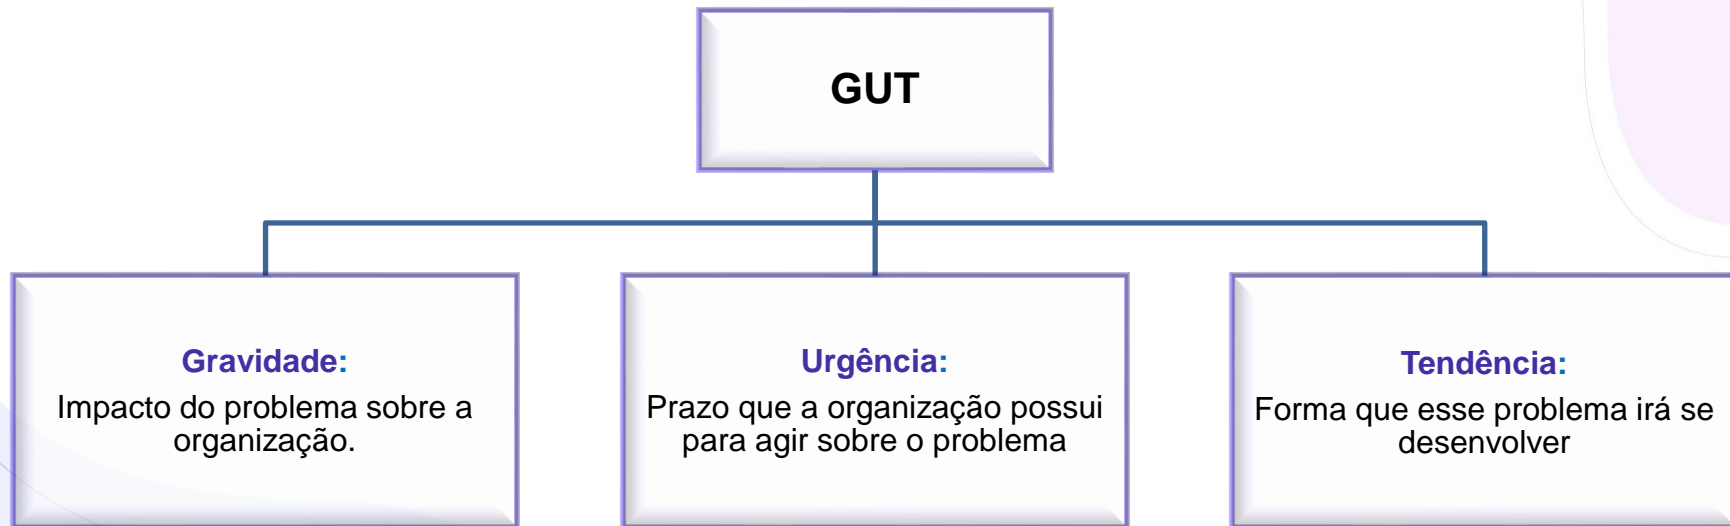 GUT
Gravidade:
Impacto do problema sobre a
organização.
Urgência:
Prazo que a organização possui
para agir sobre o problema
Tendência:
Forma que esse problema irá se
desenvolver